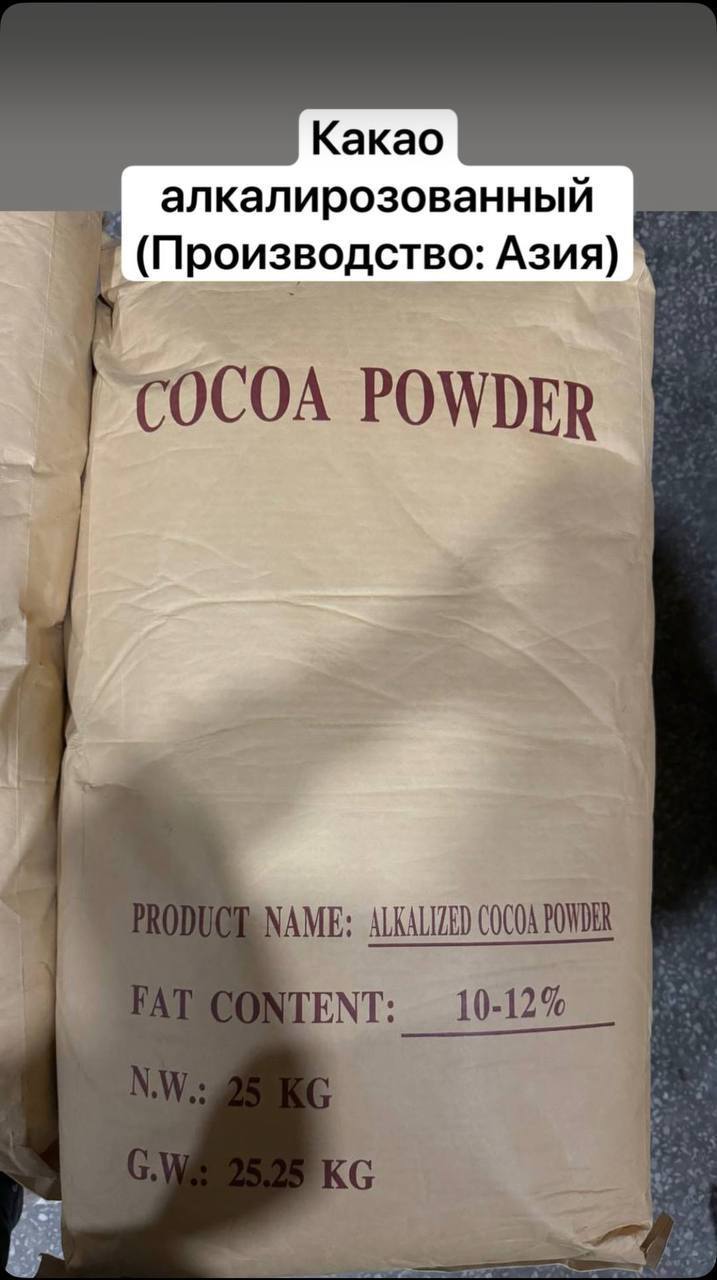 Какао
алкалирозованный
(Производство: Азия)
COCOA POWDER
PRODUCT NAME: ALKALIZED COCOA POWDER
FAT CONTENT: 10-12%
N.W.: 25 KG
G.W.: 25.25 KG